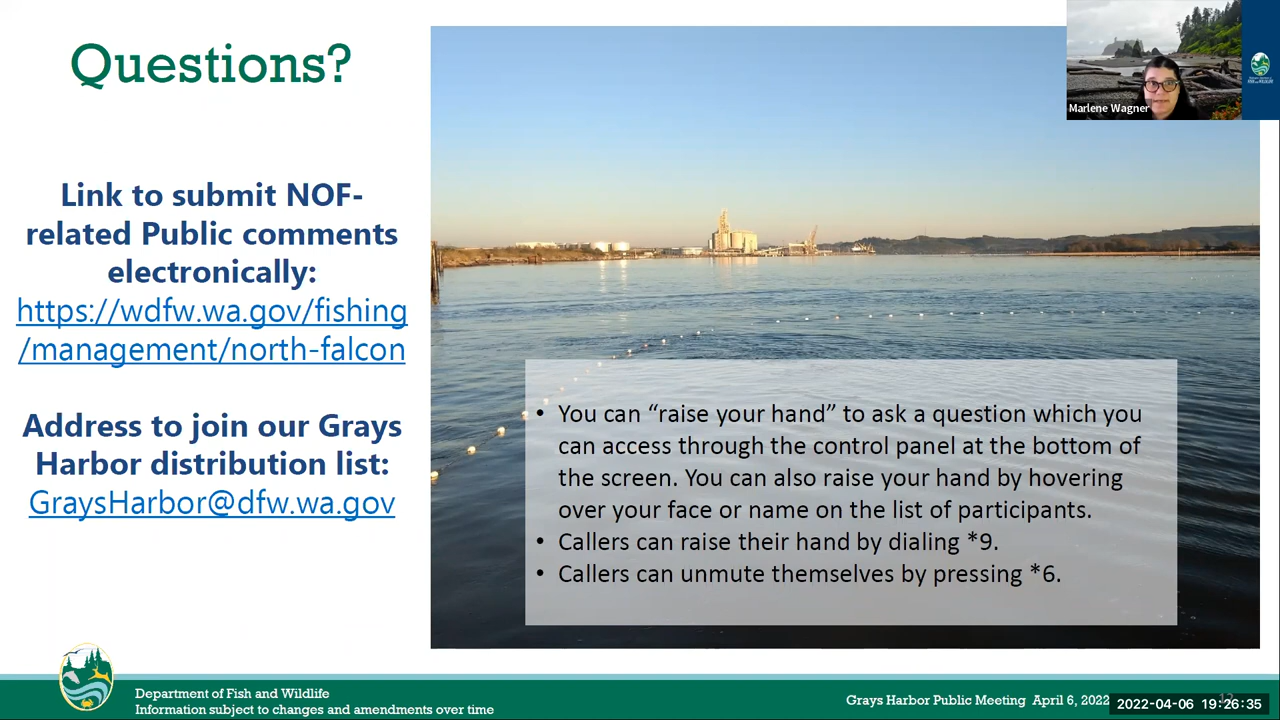 Questions?
Link to submit NOF-
related Public comments
electronically:
https://wdfw.wa.gov/fishing
/management/north-falcon
Address to join our Grays
Harbor distribution list:
GraysHarbor@dfw.wa.gov
Marlene Wagner
• You can “raise your hand” to ask a question which you
can access through the control panel at the bottom of
the screen. You can also raise your hand by hovering
over your face or name on the list of participants.
• Callers can raise their hand by dialing *9.
• Callers can unmute themselves by pressing *6.
Department of Fish and Wildlife
Information subject to changes and amendments over time
Grays Harbor Public Meeting April 6, 2022
2022-04-06 19:26:35